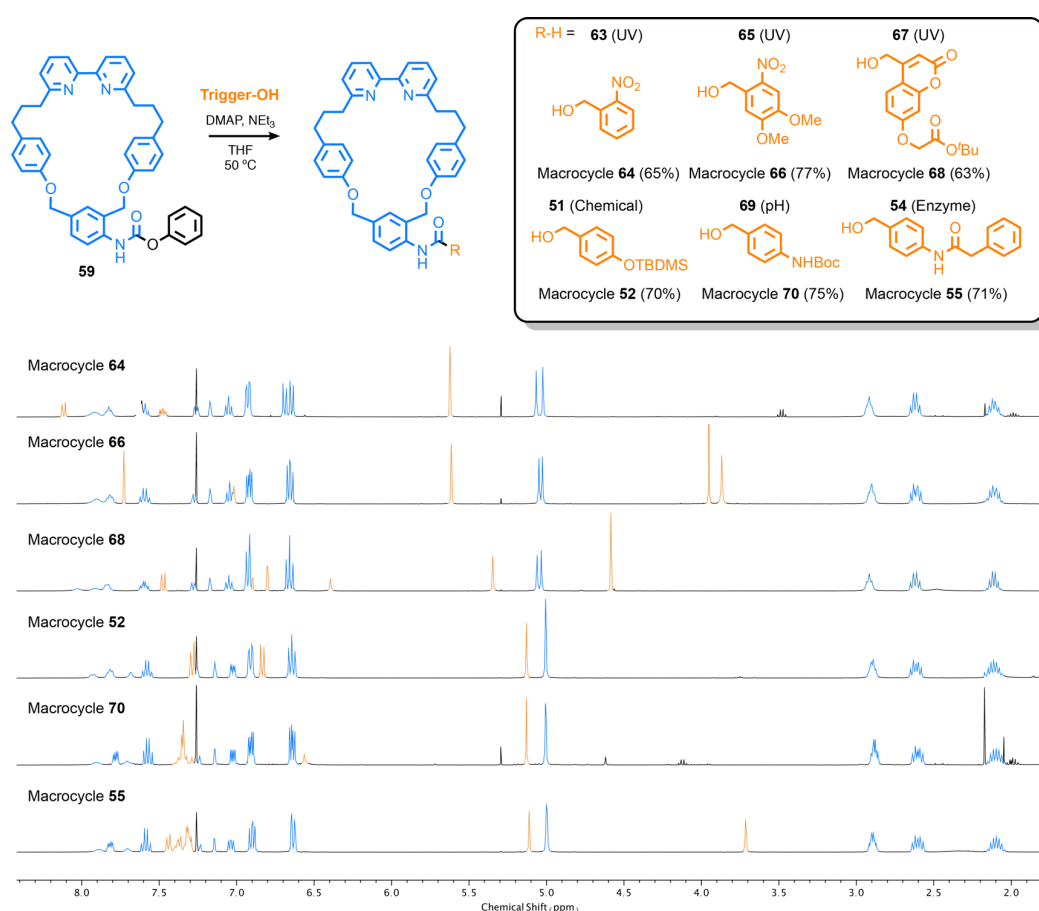 R-H = 63 (UV) 65 (UV) 67 (UV)
N N
Trigger-OH
DMAP, NEt₃
THF
50 ºC
N N
O
O
O
N
H
O
59
O
O
O
N
H
R
HO
NO₂
HO
NO₂
OMe
OMe
HO
O
O
O
O
OᵗBu
Macrocycle 64 (65%) Macrocycle 66 (77%) Macrocycle 68 (63%)
51 (Chemical) 69 (pH) 54 (Enzyme)
HO
OTBDMS
HO
NHBoc
HO
N
H
O
Macrocycle 52 (70%) Macrocycle 70 (75%) Macrocycle 55 (71%)
Macrocycle 64
Macrocycle 66
Macrocycle 68
Macrocycle 52
Macrocycle 70
Macrocycle 55
8.0 7.5 7.0 6.5 6.0 5.5 5.0 4.5 4.0 3.5 3.0 2.5 2.0
Chemical Shift (ppm)